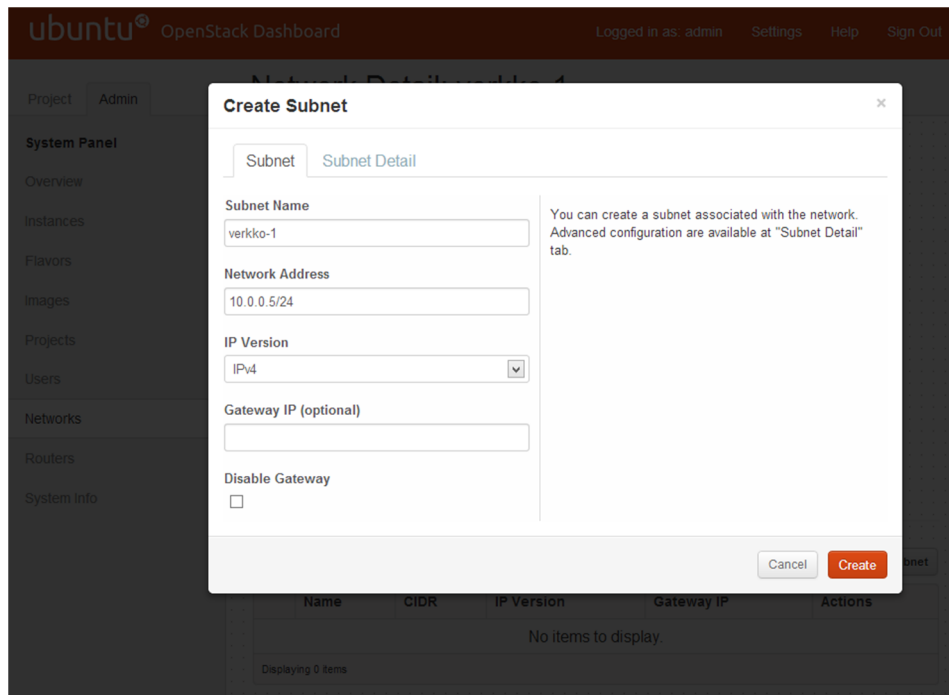 ubuntu® OpenStack Dashboard
Logged in as: admin Settings Help Sign Out
Project Admin
System Panel
Overview
Instances
Flavors
Images
Projects
Users
Networks
Routers
System Info
Create Subnet ×
Subnet Subnet Detail
Subnet Name
verkko-1
Network Address
10.0.0.5/24
IP Version
IPv4
Gateway IP (optional)
Disable Gateway
You can create a subnet associated with the network.
Advanced configuration are available at "Subnet Detail"
tab.
Cancel Create
Name CIDR IP Version Gateway IP Actions
No items to display.
Displaying 0 items